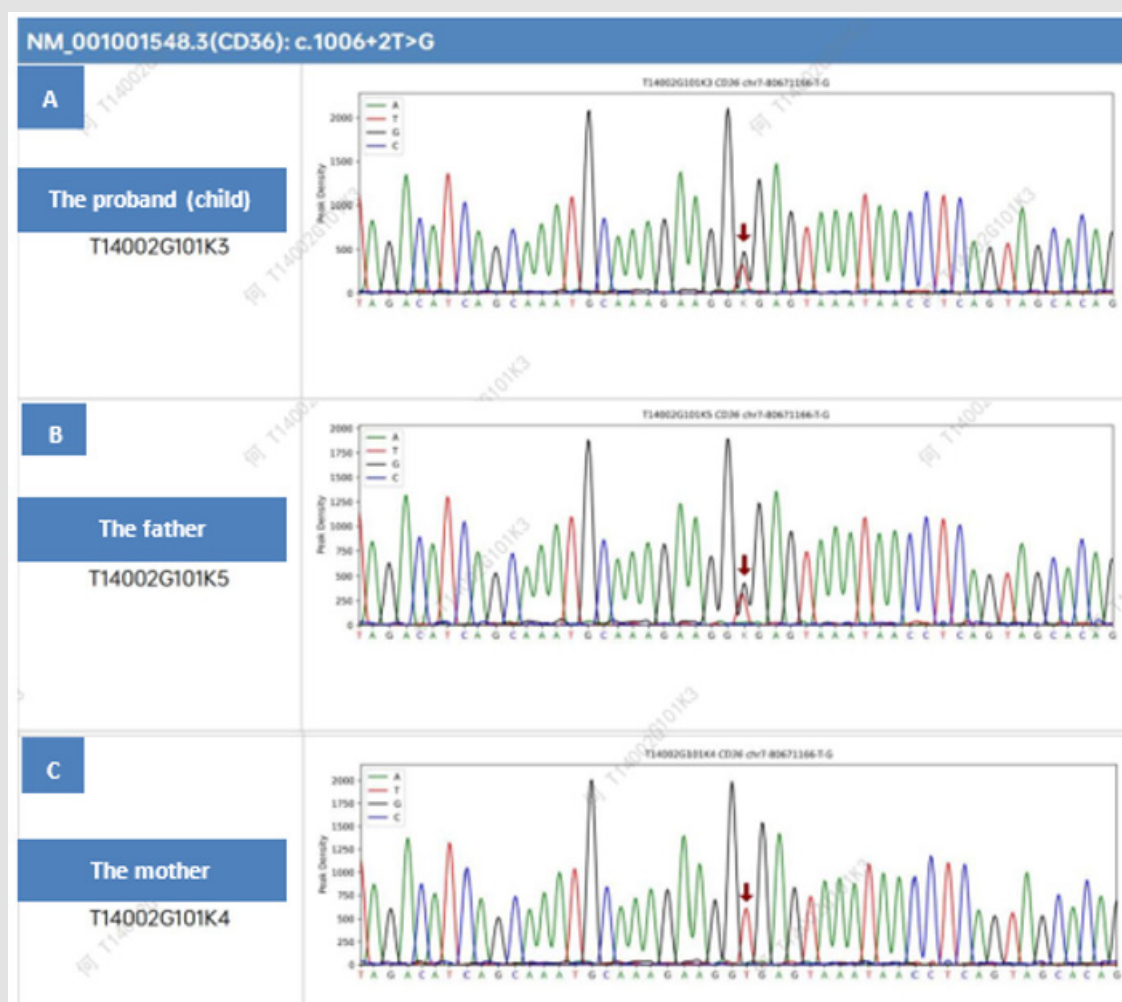 NM_001001548.3(CD36): c.1006+2T>G
A
The proband (child)
T14002G101K3
T14002G101K3 CD36 chr7-80671166-T-G
A
T
G
C
Peak Density
2000
1500
1000
500
0
T A G A C A T C A G C A A A T G C A A A G A A G G K G A G T A A A T A A C C T C A G T A G C A C A G
B
The father
T14002G101K5
T14002G101K5 CD36 chr7-80671166-T-G
A
T
G
C
Peak Density
2000
1750
1500
1250
1000
750
500
250
0
T A G A C A T C A G C A A A T G C A A A G A A G G K G A G T A A A T A A C C T C A G T A G C A C A G
C
The mother
T14002G101K4
T14002G101K4 CD36 chr7-80671166-T-G
A
T
G
C
Peak Density
2000
1750
1500
1250
1000
750
500
250
0
T A G A C A T C A G C A A A T G C A A A G A A G G T G A G T A A A T A A C C T C A G T A G C A C A G
何 T14002G101K3